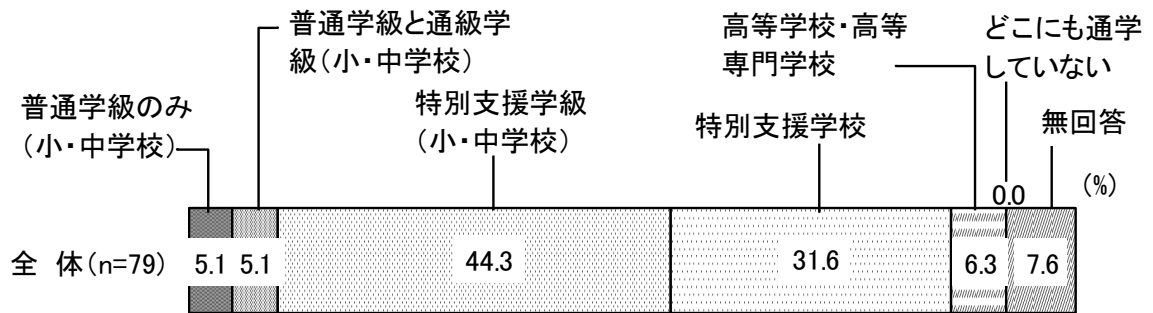 普通学級と通級学
級(小・中学校)
高等学校・高等
専門学校
どこにも通学
していない
普通学級のみ
(小・中学校)
特別支援学級
(小・中学校)
特別支援学校
無回答
0.0
(%)
全 体(n=79) 5.1 5.1 44.3 31.6 6.3 7.6